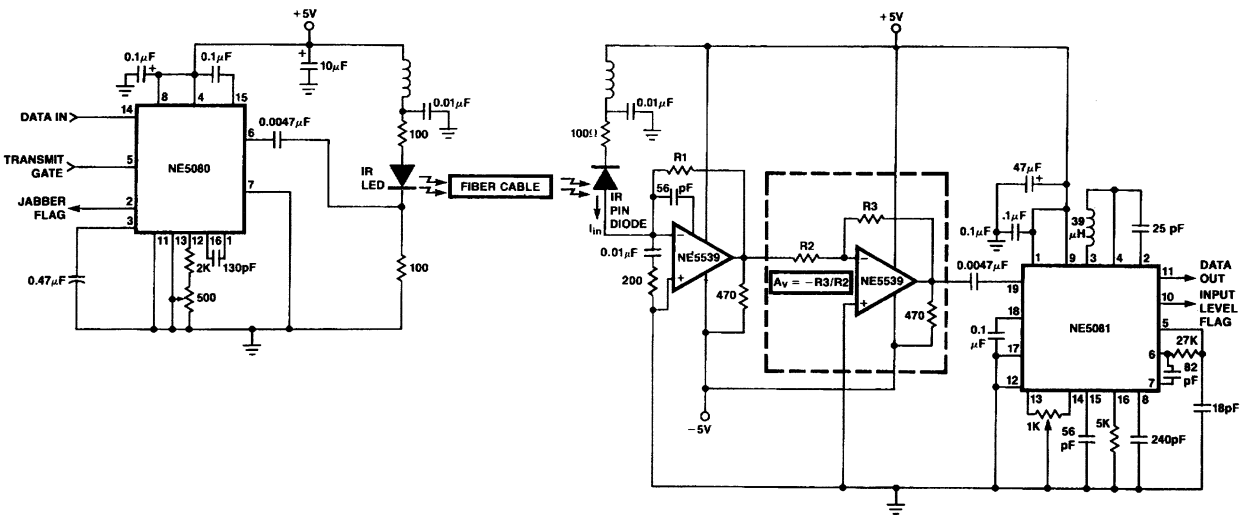 +5V
0.1µF
+
0.1µF
+
10µF
8
4
15
DATA IN
14
6
0.0047µF
0.01µF
100
TRANSMIT
GATE
5
NE5080
7
IR
LED
FIBER CABLE
JABBER
FLAG
2
3
11
13
12
16
1
2K
130pF
0.47µF
500
100
+5V
0.01µF
100Ω
R1
56
pF
IR
PIN
DIODE
Iin
0.01µF
200
−
+
NE5539
470
−5V
R2
R3
AV = −R3/R2
−
+
NE5539
470
0.0047µF
47µF
+
0.1µF
.1µF
39
µH
25 pF
1
9
3
4
2
19
11
DATA
OUT
10
INPUT
LEVEL
FLAG
18
5
0.1
µF
17
NE5081
6
27K
12
7
82
pF
13
14
15
16
8
1K
56
pF
5K
240pF
18pF